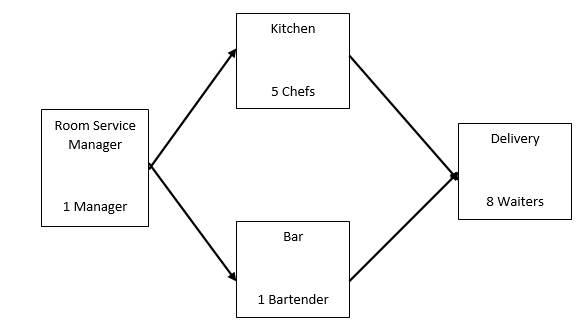 Room Service
Manager
1 Manager
Kitchen
5 Chefs
Bar
1 Bartender
Delivery
8 Waiters